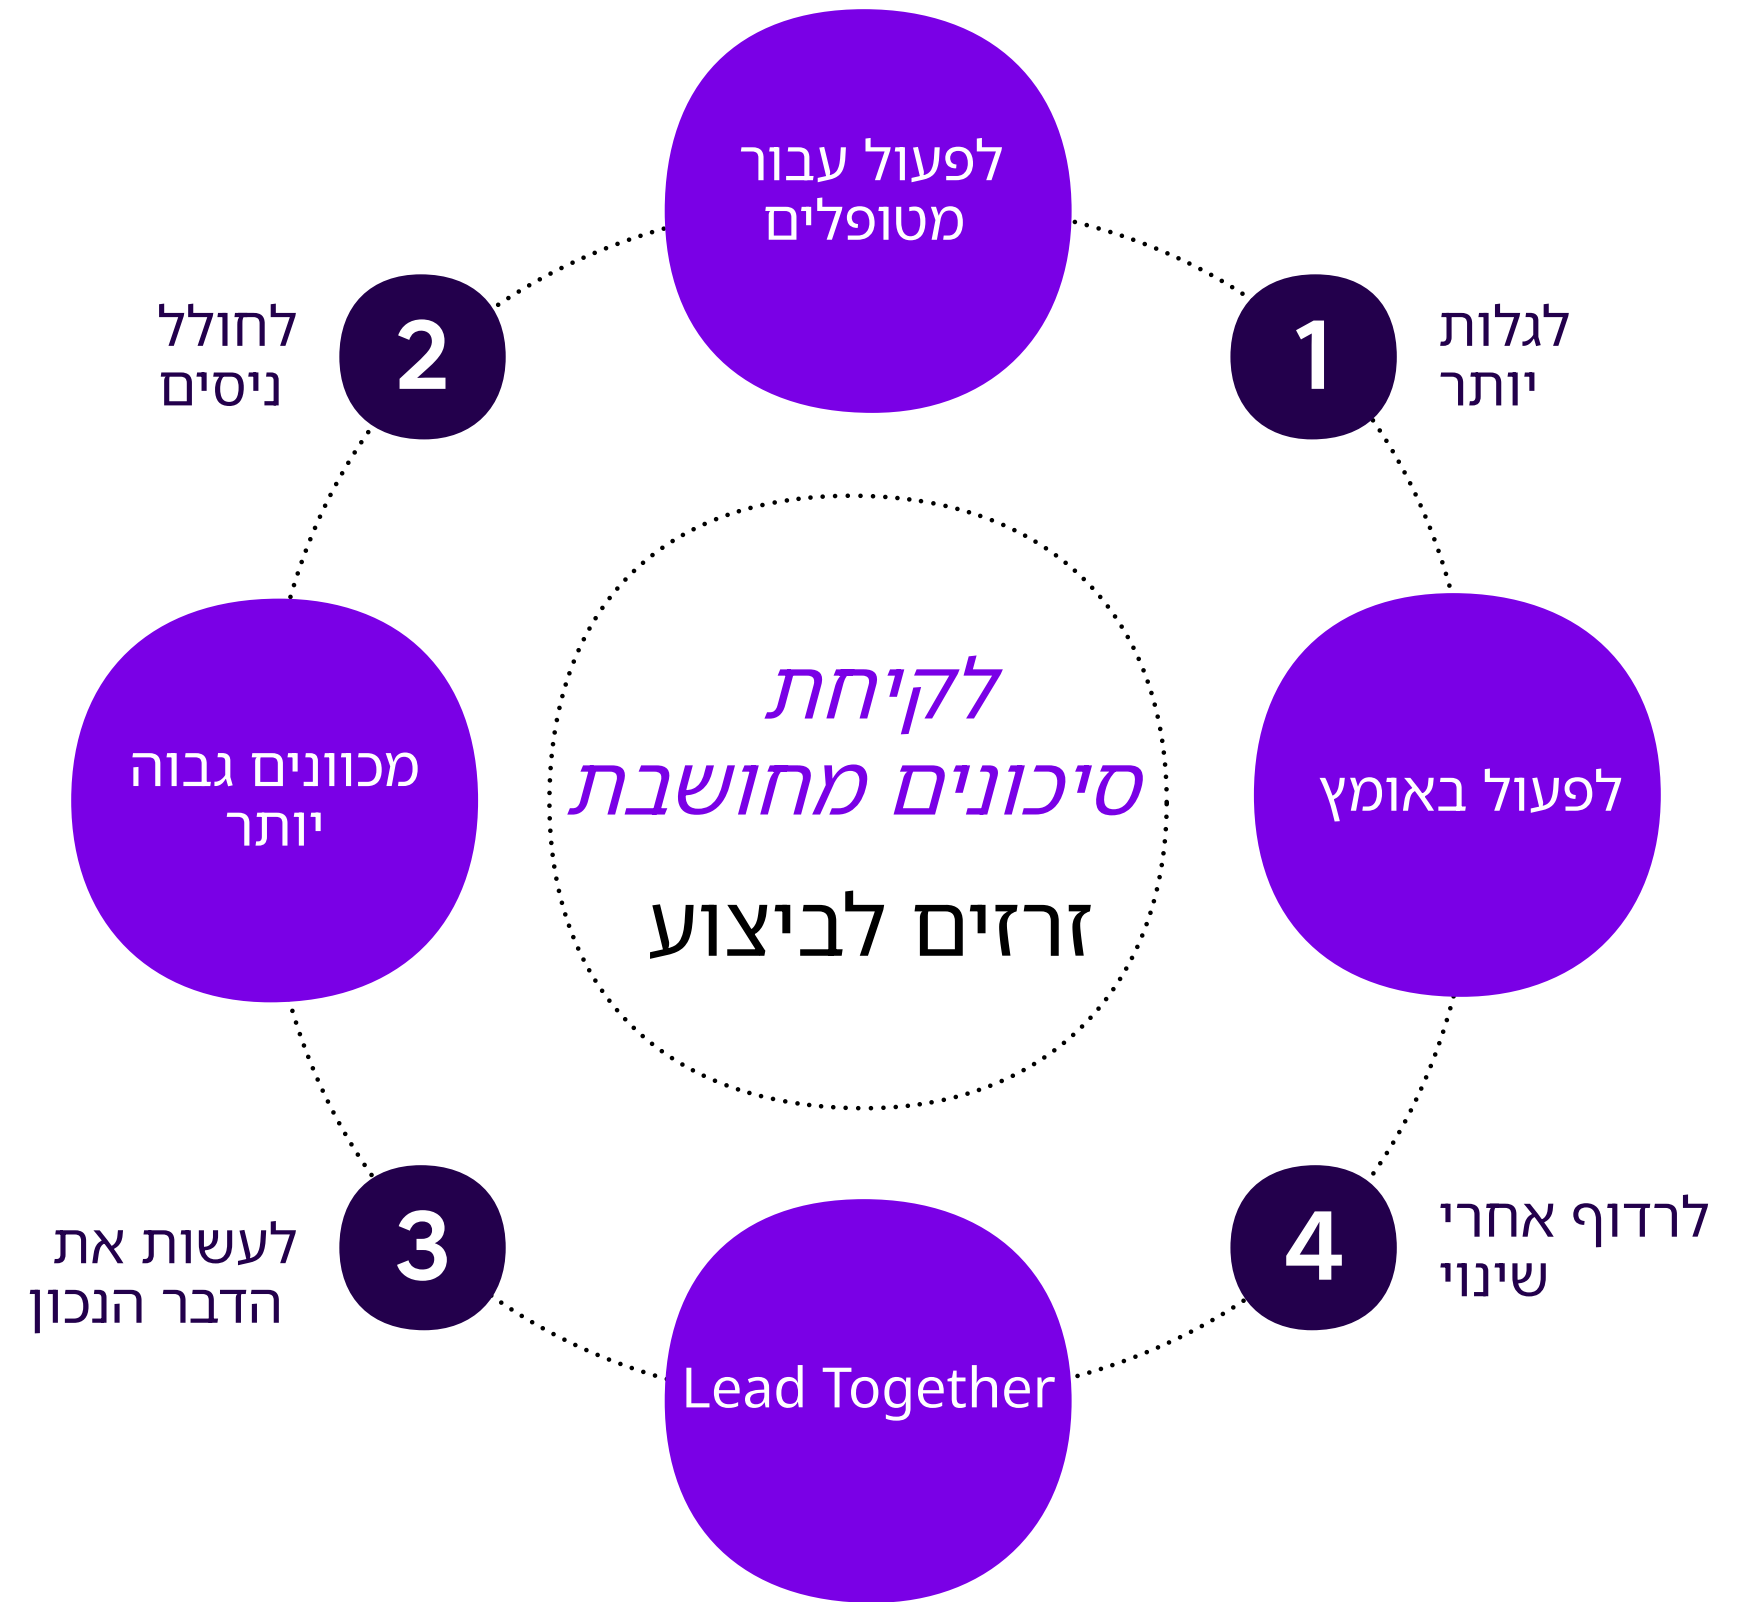 לפעול עבור
מטופלים
1
לגלות
יותר
2
לחולל
ניסים
לקיחת
סיכונים מחושבת
זרזים לביצוע
לפעול באומץ
מכוונים גבוה
יותר
4
לרדוף אחרי
שינוי
3
לעשות את
הדבר הנכון
Lead Together